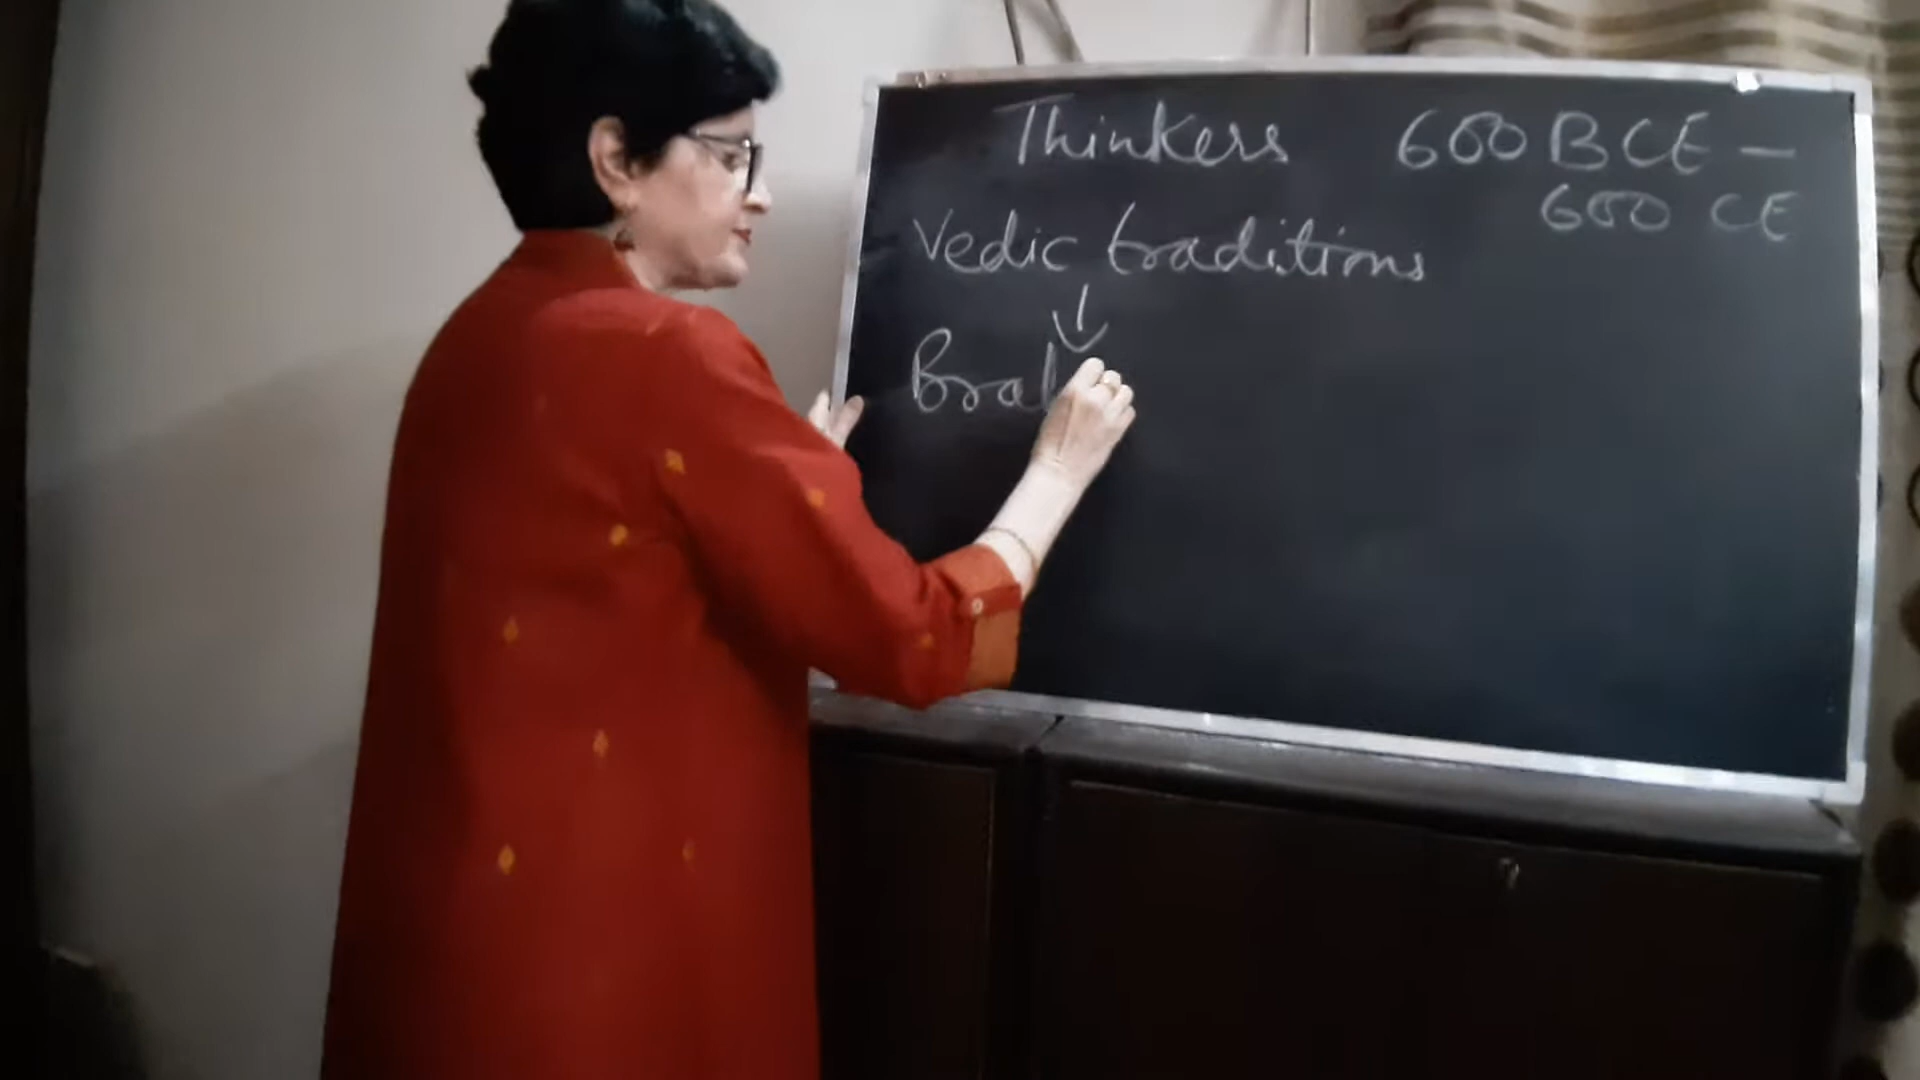 Thinkers 600 BCE –
600 CE
Vedic traditions
↓
Brah